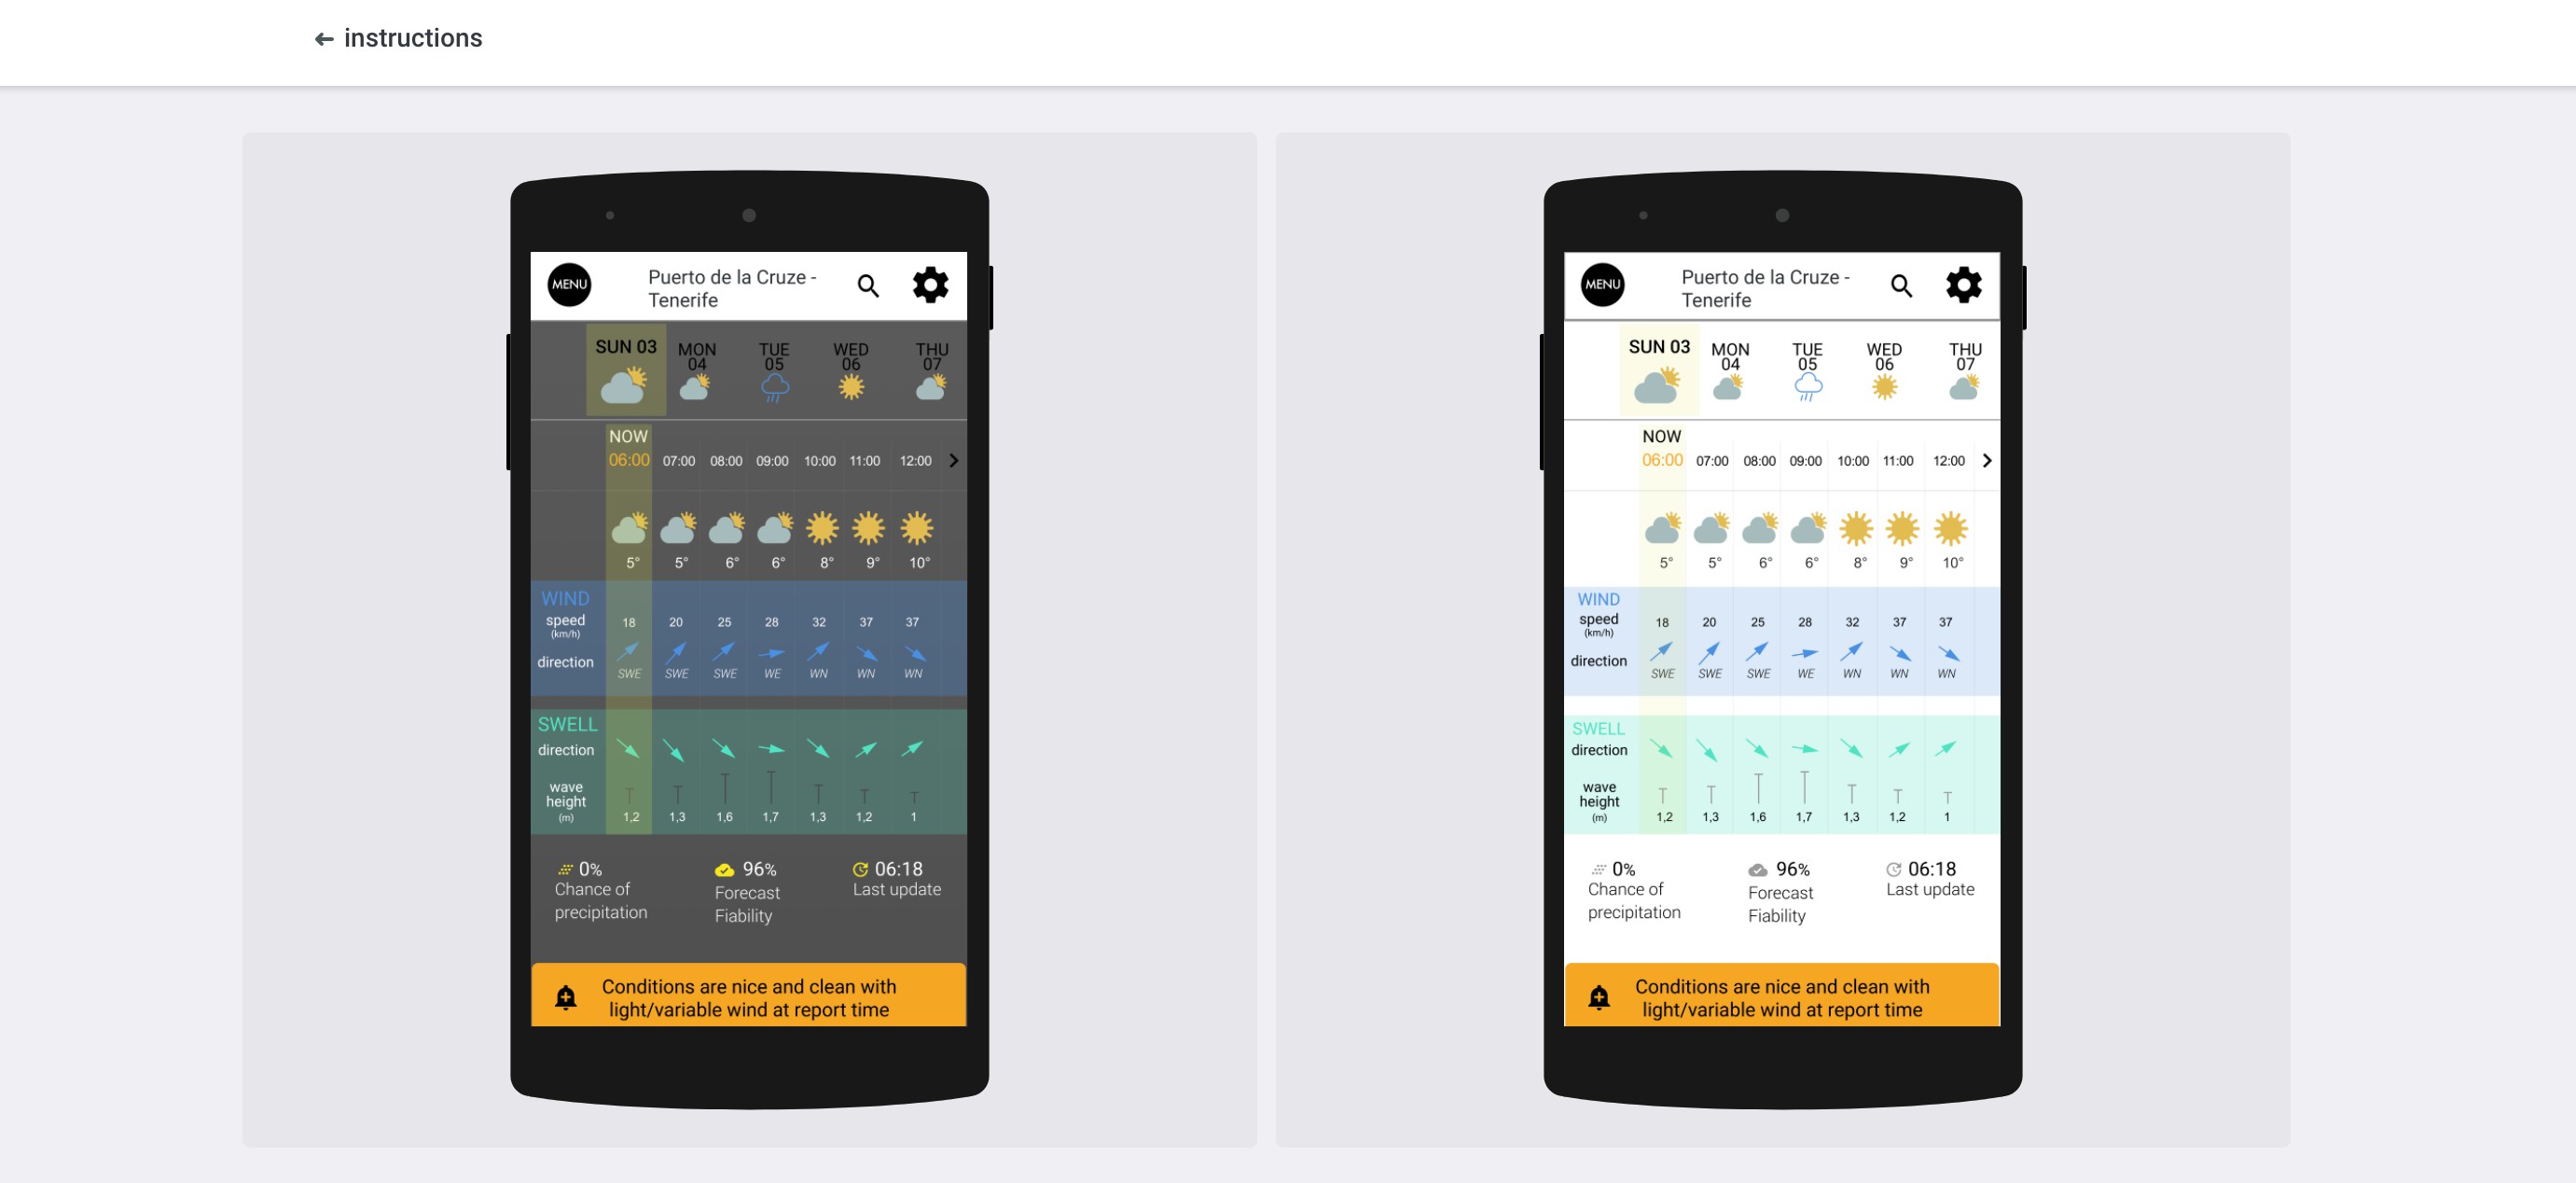 ← instructions
MENU
Puerto de la Cruze -
Tenerife
SUN 03
MON
04
TUE
05
WED
06
THU
07
NOW
06:00 07:00 08:00 09:00 10:00 11:00 12:00
5° 5° 6° 6° 8° 9° 10°
WIND
speed
(km/h)
18 20 25 28 32 37 37
direction
SWE SWE SWE WE WN WN WN
SWELL
direction
wave
height
(m)
1,2 1,3 1,6 1,7 1,3 1,2 1
0%
Chance of
precipitation
96%
Forecast
Fiability
06:18
Last update
Conditions are nice and clean with
light/variable wind at report time
MENU
Puerto de la Cruze -
Tenerife
SUN 03
MON
04
TUE
05
WED
06
THU
07
NOW
06:00 07:00 08:00 09:00 10:00 11:00 12:00
5° 5° 6° 6° 8° 9° 10°
WIND
speed
(km/h)
18 20 25 28 32 37 37
direction
SWE SWE SWE WE WN WN WN
SWELL
direction
wave
height
(m)
1,2 1,3 1,6 1,7 1,3 1,2 1
0%
Chance of
precipitation
96%
Forecast
Fiability
06:18
Last update
Conditions are nice and clean with
light/variable wind at report time